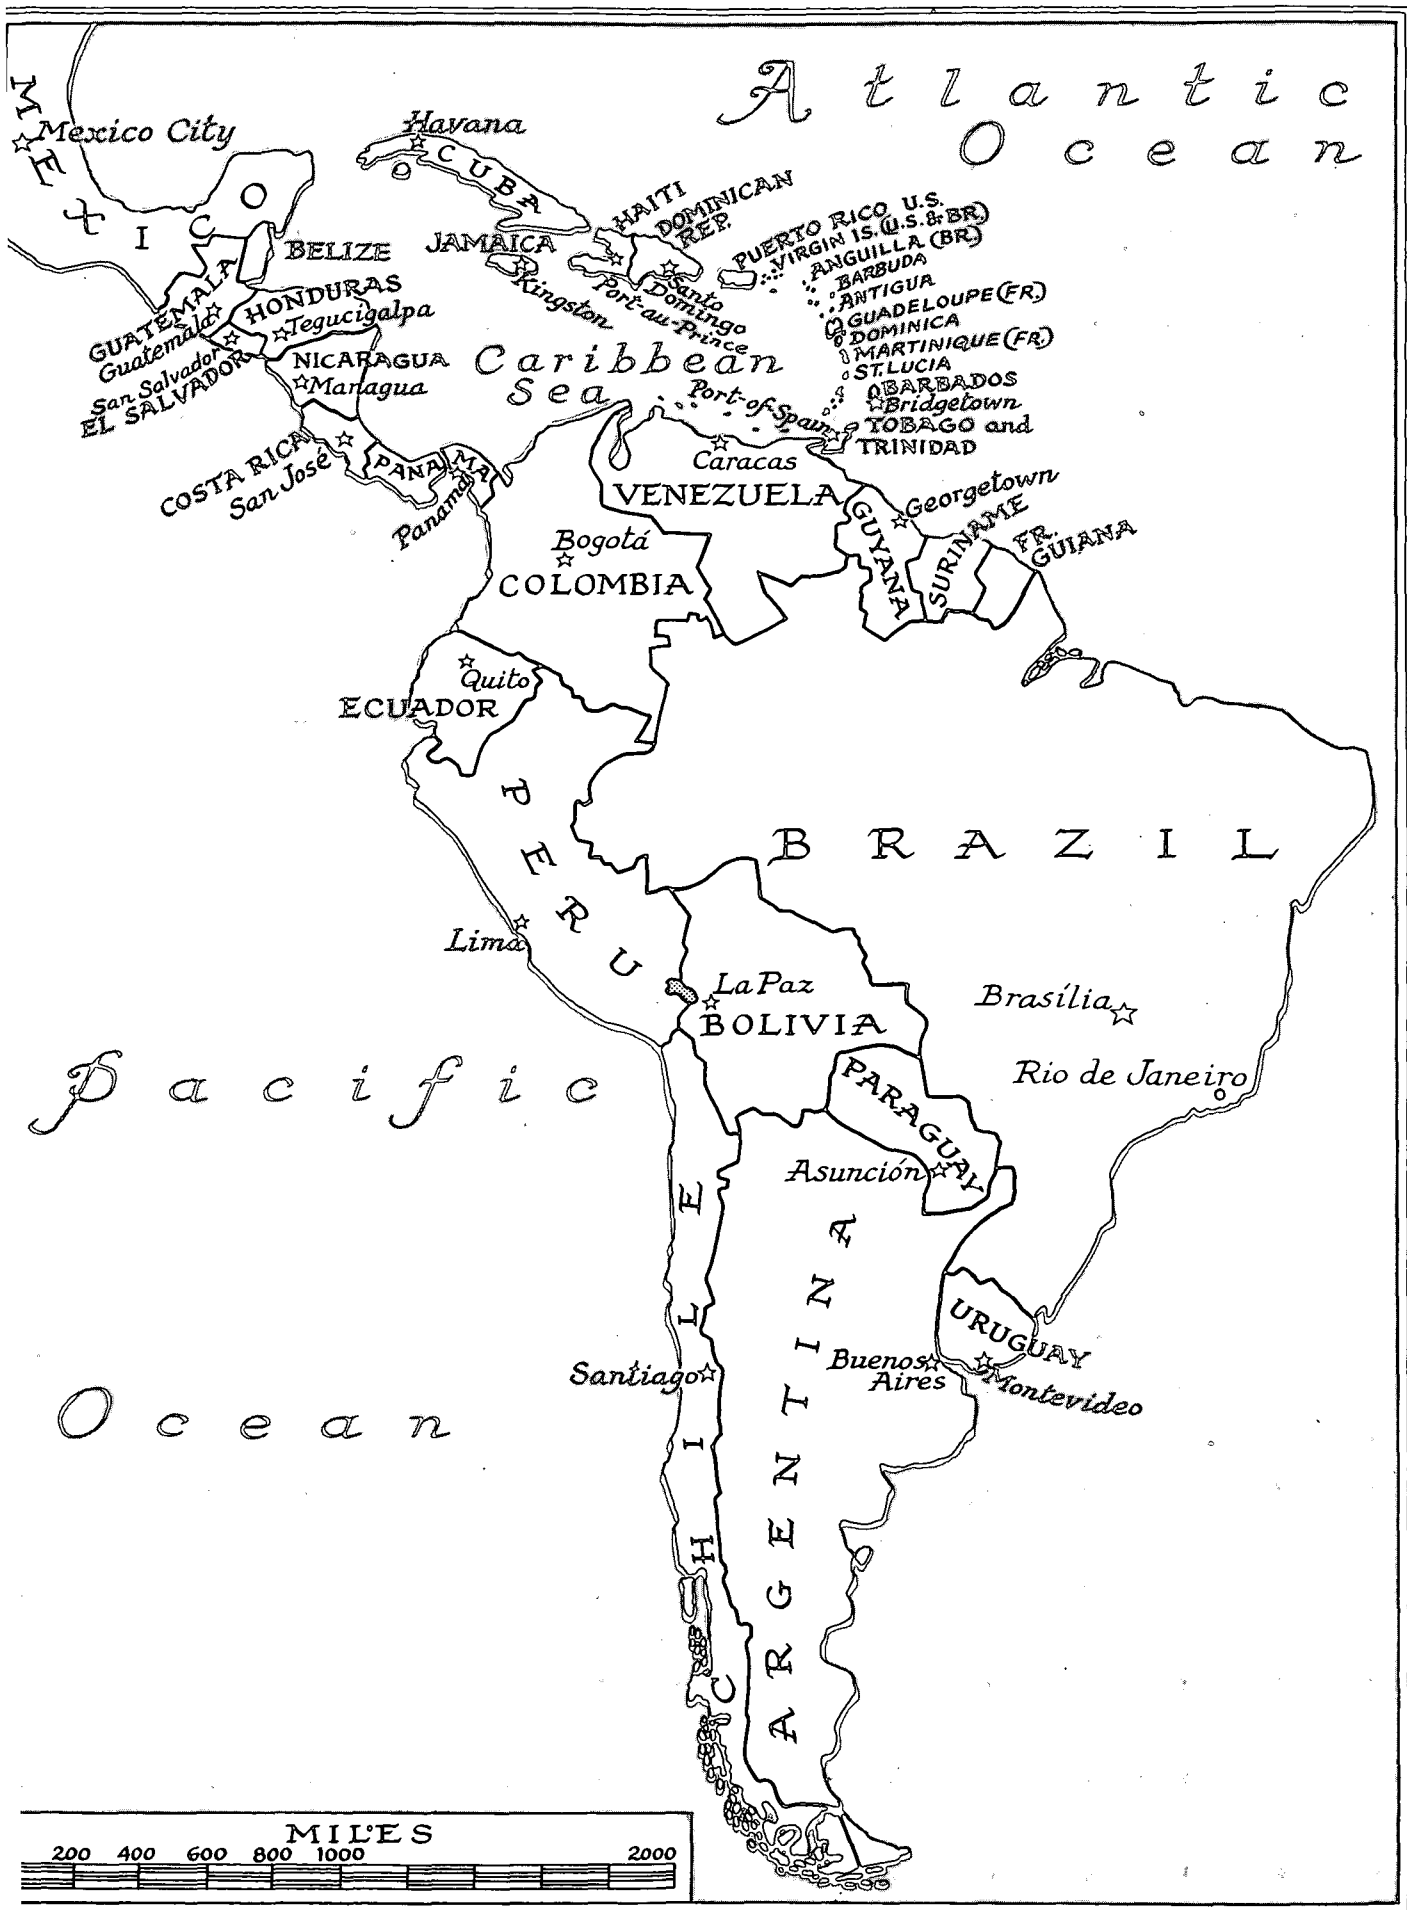 Atlantic
Ocean
MEXICO
Mexico City
Havana
CUBA
HAITI
DOMINICAN
REP.
PUERTO RICO U.S.
VIRGIN IS. (U.S. & BR.)
ANGUILLA (BR.)
BARBUDA
ANTIGUA
GUADELOUPE (FR.)
DOMINICA
MARTINIQUE (FR.)
ST. LUCIA
BARBADOS
Bridgetown
TOBAGO and
TRINIDAD
JAMAICA
Kingston
Port-au-Prince
Santo
Domingo
BELIZE
GUATEMALA
Guatemala
HONDURAS
Tegucigalpa
San Salvador
EL SALVADOR
NICARAGUA
Managua
Caribbean
Sea
Port-of-Spain
COSTA RICA
San José
PANAMA
Panama
Caracas
VENEZUELA
Georgetown
GUYANA
SURINAME
FR.
GUIANA
Bogotá
COLOMBIA
Quito
ECUADOR
PERU
Lima
BRAZIL
Brasília
Rio de Janeiro
La Paz
BOLIVIA
PARAGUAY
Asunción
Pacific
Ocean
CHILE
Santiago
ARGENTINA
Buenos
Aires
URUGUAY
Montevideo
MILES
200 400 600 800 1000 2000